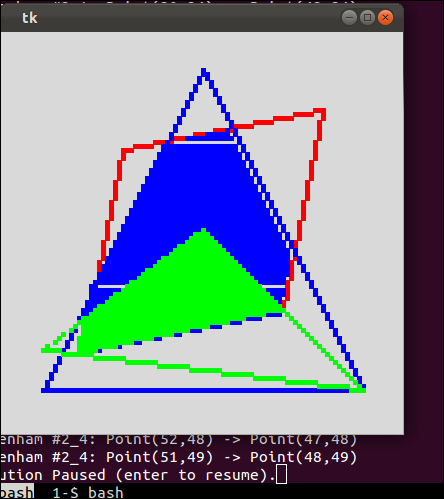 tk
enham #2_4: Point(52,48) -> Point(47,48)
enham #2_4: Point(51,49) -> Point(48,49)
ution Paused (enter to resume).
bash 1-$ bash